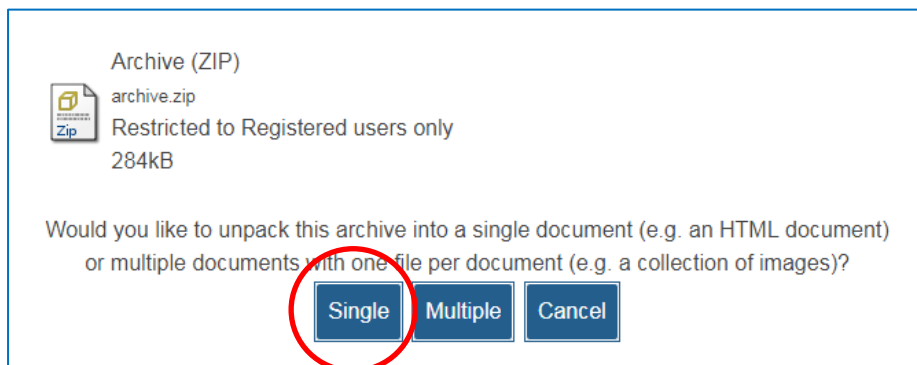 Archive (ZIP)
archive.zip
Zip
Restricted to Registered users only
284kB
Would you like to unpack this archive into a single document (e.g. an HTML document)
or multiple documents with one file per document (e.g. a collection of images)?
Single Multiple Cancel